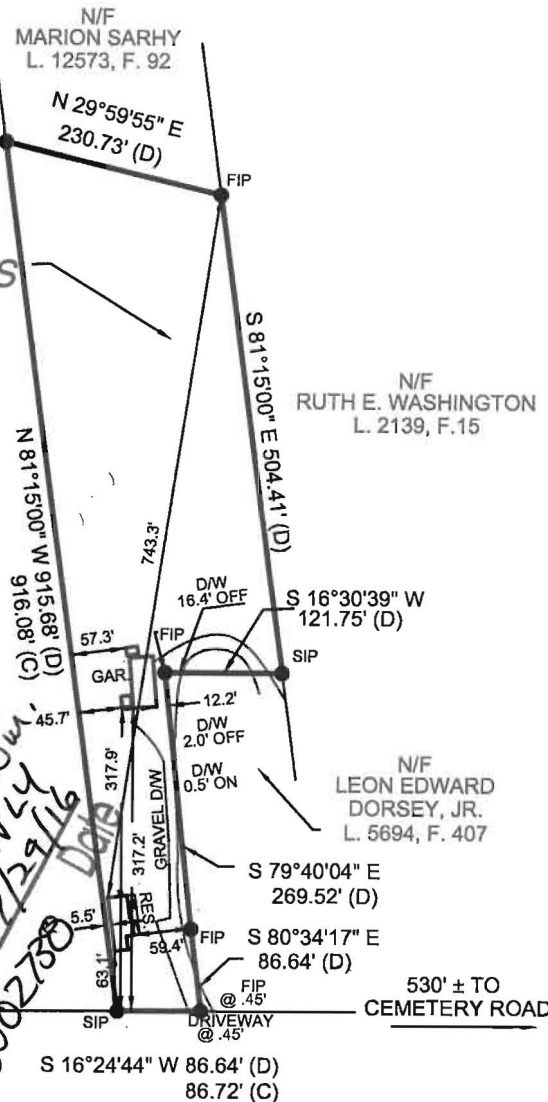 N/F
MARION SARHY
L. 12573, F. 92
N 29°59'55" E
230.73' (D)
FIP
S
S 81°15'00" E 504.41' (D)
N/F
RUTH E. WASHINGTON
L. 2139, F.15
N 81°15'00" W 915.68' (D)
916.08' (C)
743.3'
D/W
16.4' OFF
S 16°30'39" W
121.75' (D)
57.3'
FIP
SIP
GAR.
12.2'
45.7'
D/W
2.0' OFF
317.9'
D/W
0.5' ON
N/F
LEON EDWARD
DORSEY, JR.
L. 5694, F. 407
GRAVEL D/W
317.2'
29/16
Date
S 79°40'04" E
269.52' (D)
RES.
5.5'
59.4'
FIP
S 80°34'17" E
86.64' (D)
63.1'
002738
FIP
@ .45'
530' ± TO
CEMETERY ROAD
SIP
DRIVEWAY
@ .45'
S 16°24'44" W 86.64' (D)
86.72' (C)